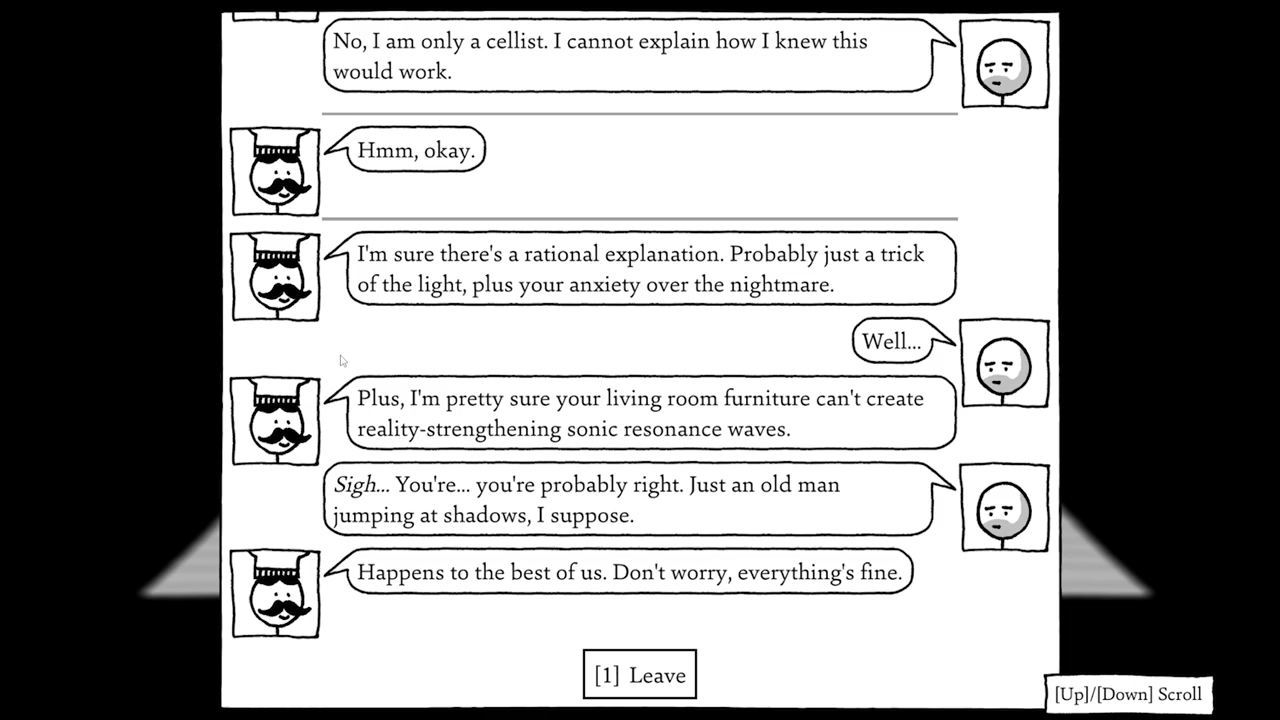 No, I am only a cellist. I cannot explain how I knew this
would work.
Hmm, okay.
I'm sure there's a rational explanation. Probably just a trick
of the light, plus your anxiety over the nightmare.
Well...
Plus, I'm pretty sure your living room furniture can't create
reality-strengthening sonic resonance waves.
Sigh... You're... you're probably right. Just an old man
jumping at shadows, I suppose.
Happens to the best of us. Don't worry, everything's fine.
[1] Leave
[Up]/[Down] Scroll